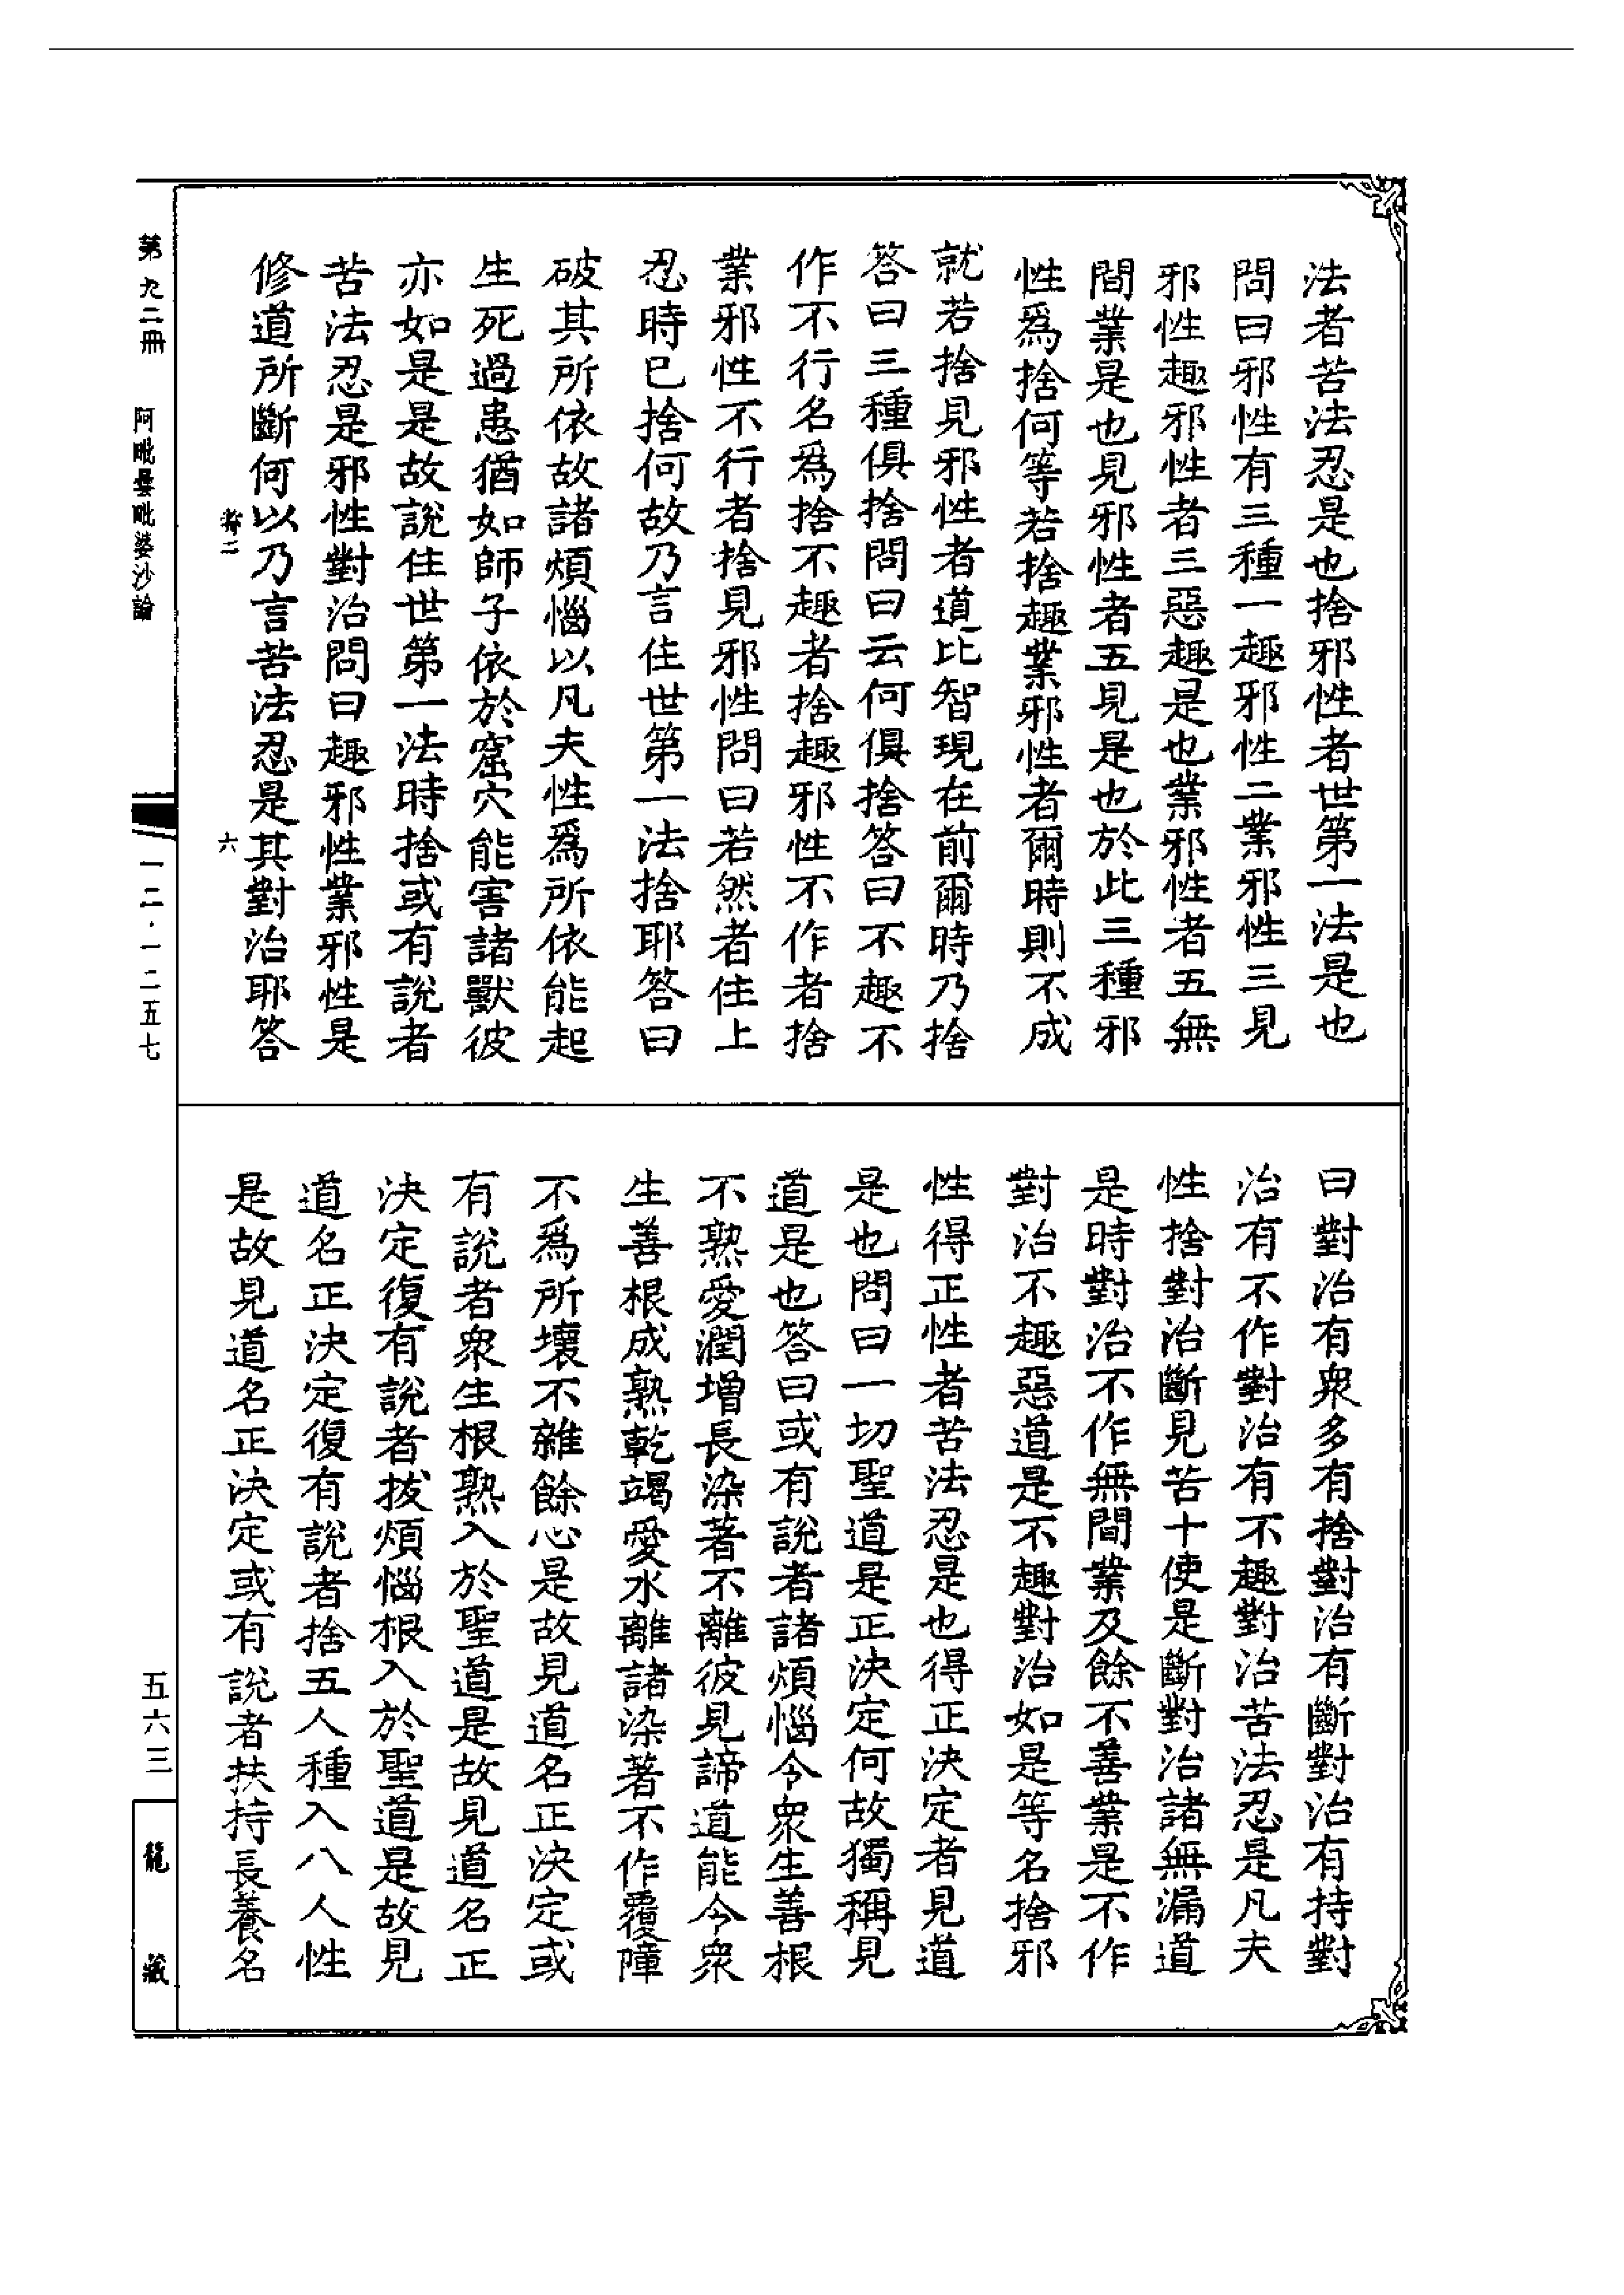 法者苦法忍是也捨邪性者世第一法是也
問曰邪性有三種一趣邪性二業邪性三見
邪性趣邪性者三惡趣是也業邪性者五無
間業是也見邪性者五見是也於此三種邪
性爲捨何等若捨趣業邪性者爾時則不成
就若捨見邪性者道比智現在前爾時乃捨
答曰三種俱捨問曰云何俱捨答曰不趣不
作不行名爲捨不趣者捨趣邪性不作者捨
業邪性不行者捨見邪性問曰若然者住上
忍時已捨何故乃言住世第一法捨耶答曰
破其所依故諸煩惱以凡夫性爲所依能起
生死過患猶如師子依於窟穴能害諸獸彼
亦如是是故說住世第一法時捨或有說者
苦法忍是邪性對治問曰趣邪性業邪性是
修道所斷何以乃言苦法忍是其對治耶答
曰對治有衆多有捨對治有斷對治有持對
治有不作對治有不趣對治苦法忍是凡夫
性捨對治斷見苦十使是斷對治諸無漏道
是時對治不作無間業及餘不善業是不作
對治不趣惡道是不趣對治如是等名捨邪
性得正性者苦法忍是也得正決定者見道
是也問曰一切聖道是正決定何故獨稱見
道是也答曰或有說者諸煩惱令衆生善根
不熟愛潤增長染著不離彼見諦道能令衆
生善根成熟乾竭愛水離諸染著不作覆障
不爲所壞不雜餘心是故見道名正決定或
有說者衆生根熟入於聖道是故見道名正
決定復有說者拔煩惱根入於聖道是故見
道名正決定復有說者捨五人種入八人性
是故見道名正決定或有說者扶持長養名
第九二冊
阿毗曇毗婆沙論
六
一二·一二五七
五六三
龍藏